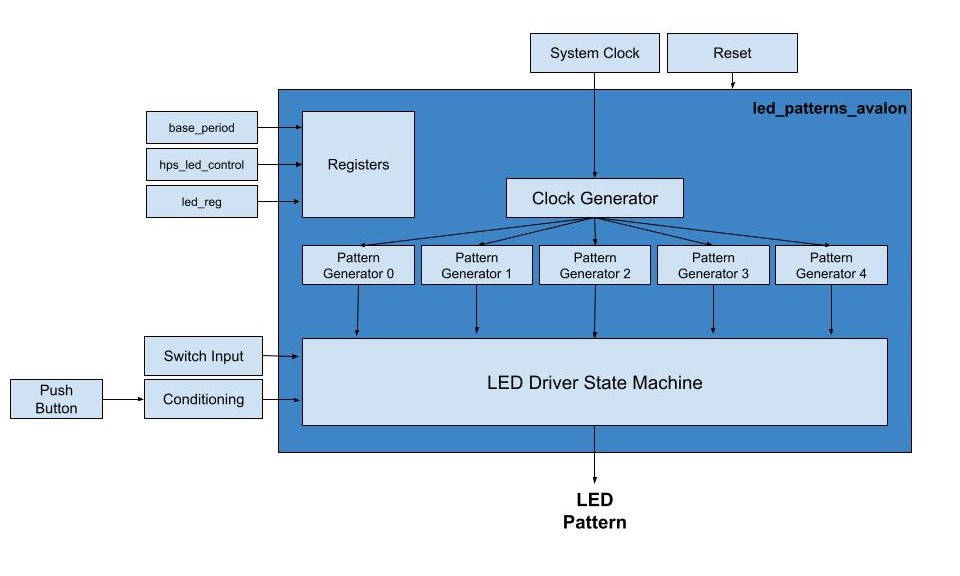 System Clock
Reset
led_patterns_avalon
base_period
hps_led_control
led_reg
Registers
Clock Generator
Pattern
Generator 0
Pattern
Generator 1
Pattern
Generator 2
Pattern
Generator 3
Pattern
Generator 4
Switch Input
Push
Button
Conditioning
LED Driver State Machine
LED
Pattern